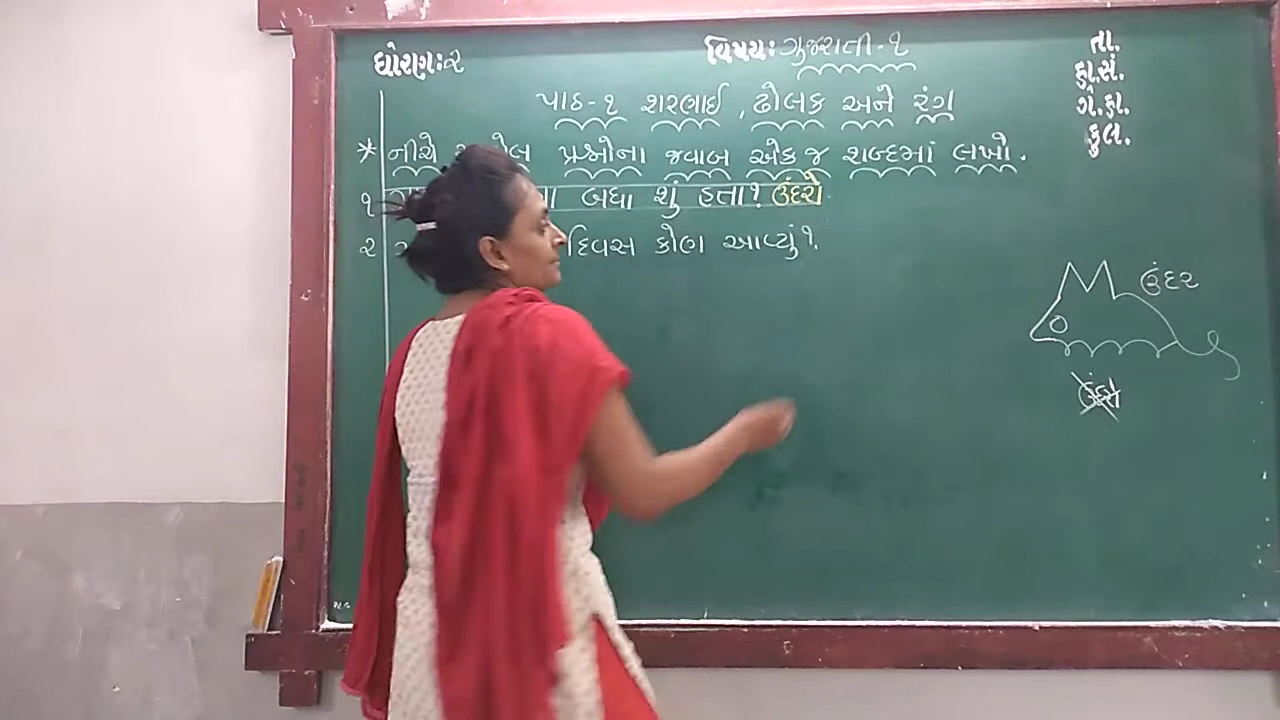 ધોરણ: ૨
વિષય: ગુજરાતી - ૧
તા.
હા.સં.
ગે.હા.
કુલ.
પાઠ - ૧ શરણાઈ , ઢોલક અને રંગ
* નીચે પ્રશ્નોના જવાબ એક જ શબ્દમાં લખો .
૧ બધા શું હતા? ઉંદરો
૨ દિવસ કોણ આવ્યું ?
ઉંદર